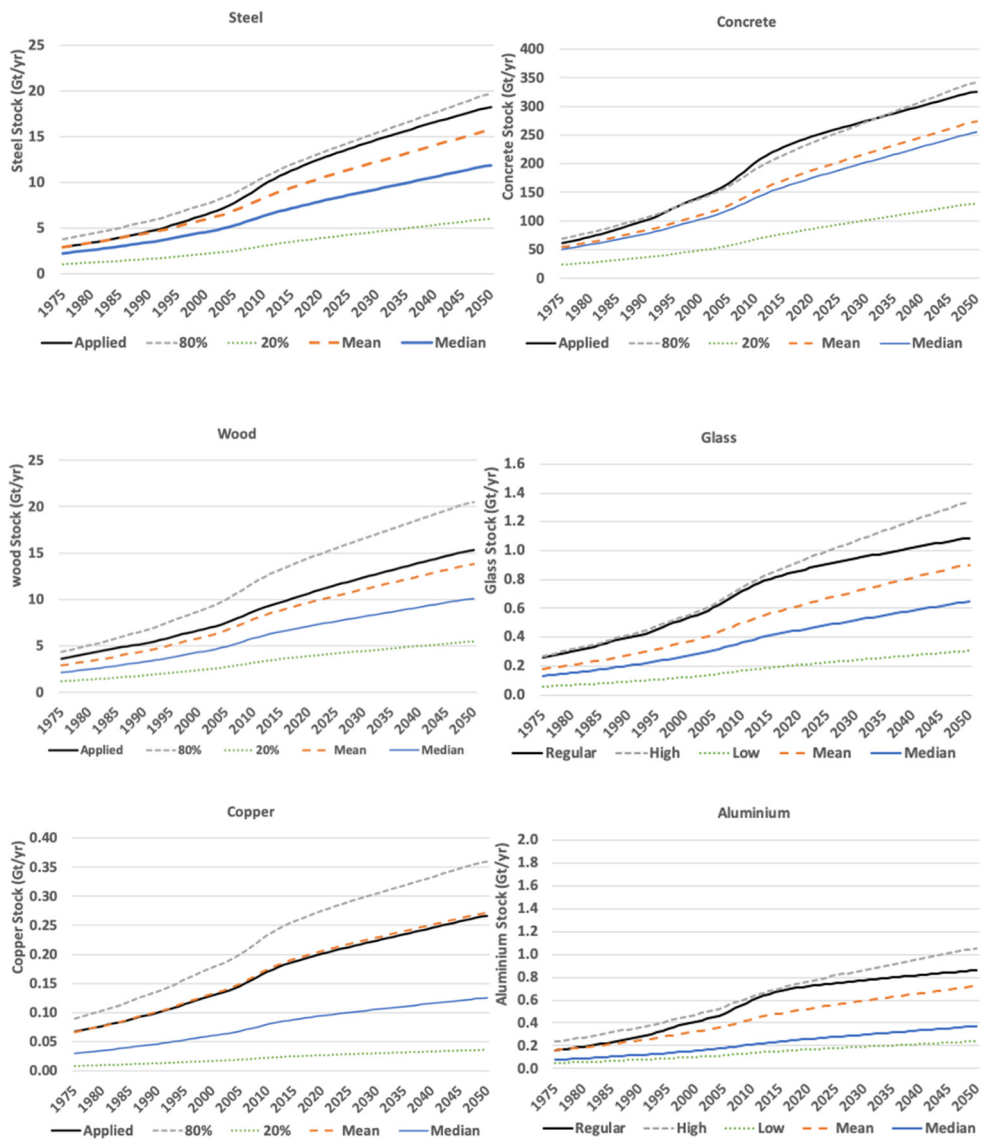 Steel
Steel Stock (Gt/yr)
25
20
15
10
5
0
1975 1980 1985 1990 1995 2000 2005 2010 2015 2020 2025 2030 2035 2040 2045 2050
Applied 80% 20% Mean Median
Concrete
Concrete Stock (Gt/yr)
400
350
300
250
200
150
100
50
0
1975 1980 1985 1990 1995 2000 2005 2010 2015 2020 2025 2030 2035 2040 2045 2050
Applied 80% 20% Mean Median
Wood
wood Stock (Gt/yr)
25
20
15
10
5
0
1975 1980 1985 1990 1995 2000 2005 2010 2015 2020 2025 2030 2035 2040 2045 2050
Applied 80% 20% Mean Median
Glass
Glass Stock (Gt/yr)
1.6
1.4
1.2
1.0
0.8
0.6
0.4
0.2
0.0
1975 1980 1985 1990 1995 2000 2005 2010 2015 2020 2025 2030 2035 2040 2045 2050
Regular High Low Mean Median
Copper
Copper Stock (Gt/yr)
0.40
0.35
0.30
0.25
0.20
0.15
0.10
0.05
0.00
1975 1980 1985 1990 1995 2000 2005 2010 2015 2020 2025 2030 2035 2040 2045 2050
Applied 80% 20% Mean Median
Aluminium
Aluminium Stock (Gt/yr)
2.0
1.8
1.6
1.4
1.2
1.0
0.8
0.6
0.4
0.2
0.0
1975 1980 1985 1990 1995 2000 2005 2010 2015 2020 2025 2030 2035 2040 2045 2050
Regular High Low Mean Median